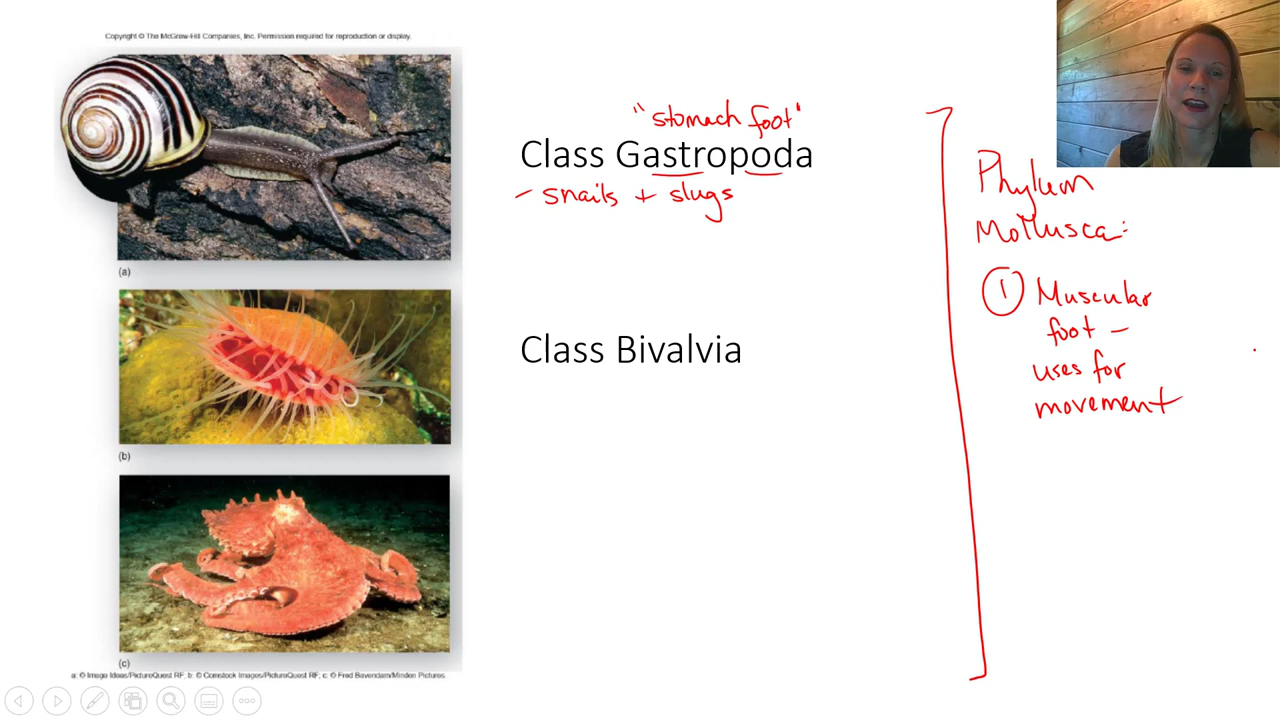 Copyright © The McGraw-Hill Companies, Inc. Permission required for reproduction or display.
"stomach foot"
Class Gastropoda
- snails + slugs
(a)
Class Bivalvia
(b)
(c)
a: © Image Ideas/PictureQuest RF; b: © Comstock Images/PictureQuest RF; c: © Fred Bavendam/Minden Pictures
Phylum
Mollusca:
1 Muscular
foot –
uses for
movement